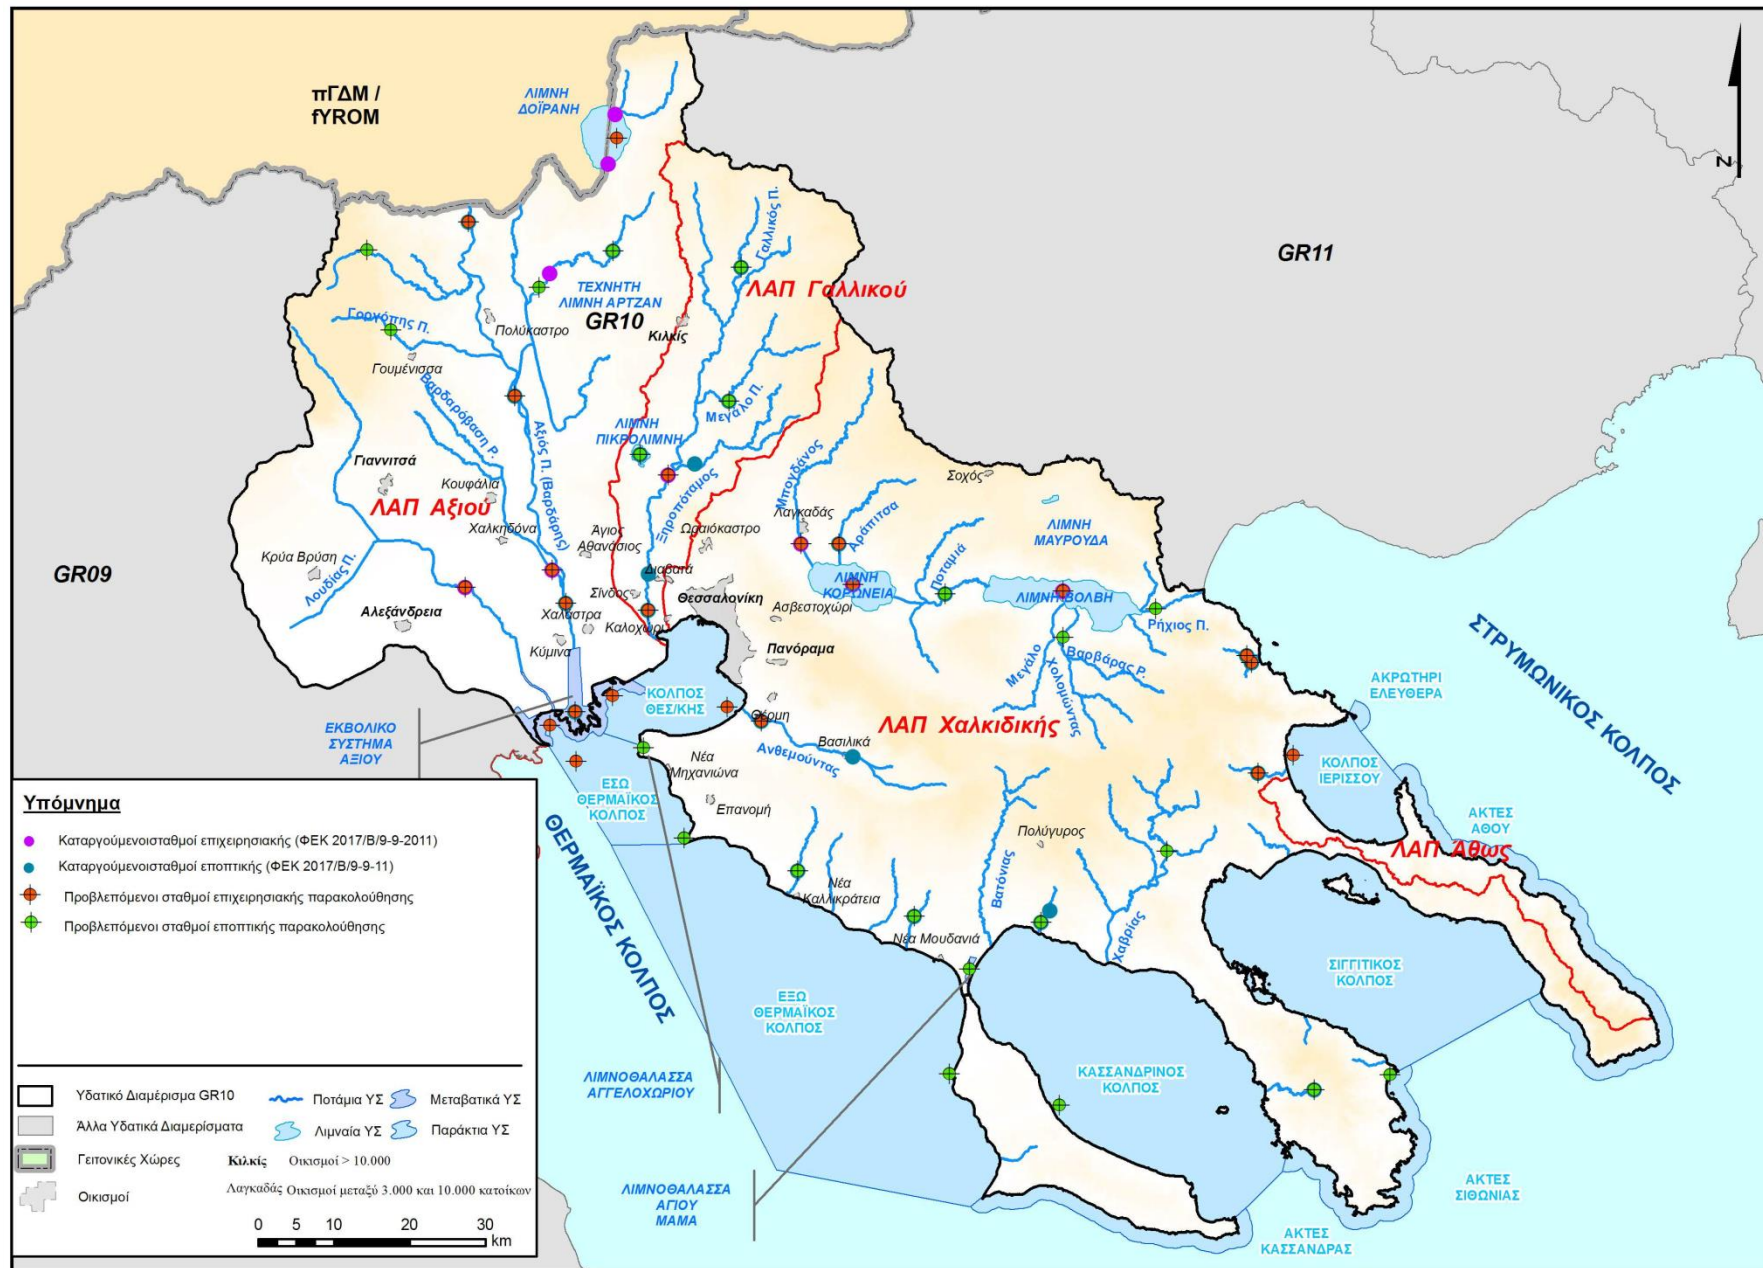 πΓΔΜ /
fYROM
ΛΙΜΝΗ
ΔΟΪΡΑΝΗ
Z
GR11
Γαλλικός Π.
ΛΑΠ Γαλλικού
ΤΕΧΝΗΤΗ
ΛΙΜΝΗ ΑΡΤΖΑΝ
GR10
Γοργόπης Π.
Πολύκαστρο
Κιλκίς
Γουμένισσα
Βαρδαρόβαση Ρ.
Αξιός Π. (Βαρδάρης)
Μεγάλο Π.
ΛΙΜΝΗ
ΠΙΚΡΟΛΙΜΝΗ
Γιαννιτσά
Κουφάλια
ΛΑΠ Αξιού
Χαλκηδόνα
Ξηροπόταμος
Μπογδάνος
Λαγκαδάς
Αράπιτσα
Σοχός
ΛΙΜΝΗ
ΜΑΥΡΟΥΔΑ
Άγιος
Αθανάσιος
Ωραιόκαστρο
GR09
Κρύα Βρύση
Λουδίας Π.
Διαβατά
Σίνδος
Θεσσαλονίκη
ΛΙΜΝΗ
ΚΟΡΩΝΕΙΑ
Ποταμιά
ΛΙΜΝΗ ΒΟΛΒΗ
Ασβεστοχώρι
Ρήχιος Π.
Αλεξάνδρεια
Χαλάστρα
Καλοχώρι
Κύμινα
Πανόραμα
Μεγάλο
Βαρβάρας Ρ.
Χολομώντας
ΣΤΡΥΜΩΝΙΚΟΣ ΚΟΛΠΟΣ
ΑΚΡΩΤΗΡΙ
ΕΛΕΥΘΕΡΑ
ΚΟΛΠΟΣ
ΘΕΣ/ΚΗΣ
Θέρμη
ΛΑΠ Χαλκιδικής
ΕΚΒΟΛΙΚΟ
ΣΥΣΤΗΜΑ
ΑΞΙΟΥ
Βασιλικά
Ανθεμούντας
Νέα
Μηχανιώνα
ΚΟΛΠΟΣ
ΙΕΡΙΣΣΟΥ
ΕΣΩ
ΘΕΡΜΑΪΚΟΣ
ΚΟΛΠΟΣ
Επανομή
ΑΚΤΕΣ
ΑΘΟΥ
ΛΑΠ Άθως
ΘΕΡΜΑΪΚΟΣ ΚΟΛΠΟΣ
Πολύγυρος
Βατόνιας
Νέα
Καλλικράτεια
Νέα Μουδανιά
Χαβρίας
ΣΙΓΓΙΤΙΚΟΣ
ΚΟΛΠΟΣ
ΕΞΩ
ΘΕΡΜΑΪΚΟΣ
ΚΟΛΠΟΣ
ΛΙΜΝΟΘΑΛΑΣΣΑ
ΑΓΓΕΛΟΧΩΡΙΟΥ
ΚΑΣΣΑΝΔΡΙΝΟΣ
ΚΟΛΠΟΣ
ΛΙΜΝΟΘΑΛΑΣΣΑ
ΑΓΙΟΥ
ΜΑΜΑ
ΑΚΤΕΣ
ΣΙΘΩΝΙΑΣ
ΑΚΤΕΣ
ΚΑΣΣΑΝΔΡΑΣ
Υπόμνημα
Καταργούμενοισταθμοί επιχειρησιακής (ΦΕΚ 2017/Β/9-9-2011)
Καταργούμενοισταθμοί εποπτικής (ΦΕΚ 2017/Β/9-9-11)
Προβλεπόμενοι σταθμοί επιχειρησιακής παρακολούθησης
Προβλεπόμενοι σταθμοί εποπτικής παρακολούθησης
Υδατικό Διαμέρισμα GR10
Ποτάμια ΥΣ
Μεταβατικά ΥΣ
Άλλα Υδατικά Διαμερίσματα
Λιμναία ΥΣ
Παράκτια ΥΣ
Γειτονικές Χώρες
Κιλκίς Οικισμοί > 10.000
Οικισμοί
Λαγκαδάς Οικισμοί μεταξύ 3.000 και 10.000 κατοίκων
0 5 10 20 30
km